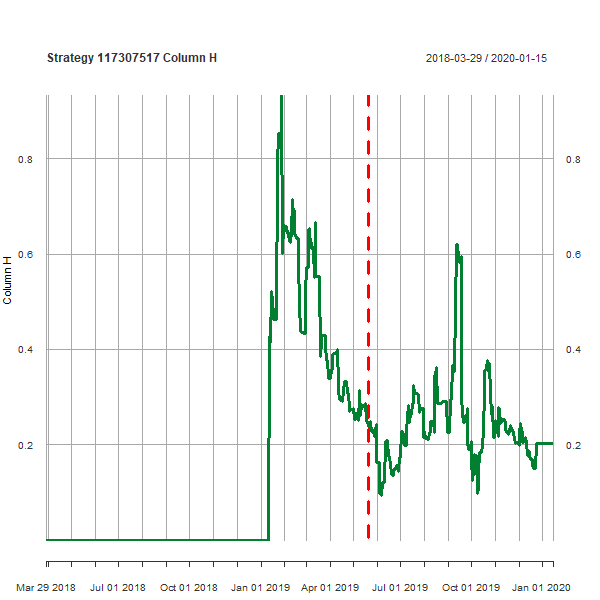 Strategy 117307517 Column H
2018-03-29 / 2020-01-15
0.8 0.8
0.6 0.6
0.4 0.4
0.2 0.2
Column H
Mar 29 2018 Jul 01 2018 Oct 01 2018 Jan 01 2019 Apr 01 2019 Jul 01 2019 Oct 01 2019 Jan 01 2020